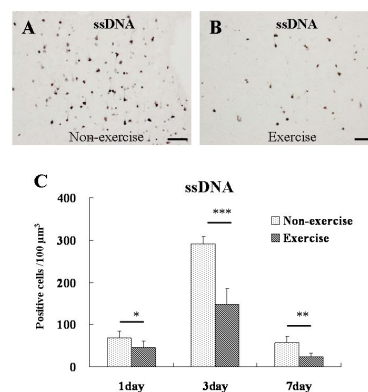 A ssDNA
Non-exercise
B ssDNA
Exercise
C
ssDNA
Positive cells /100 μm³
400
300
200
100
0
Non-exercise
Exercise
*
***
**
1day 3day 7day